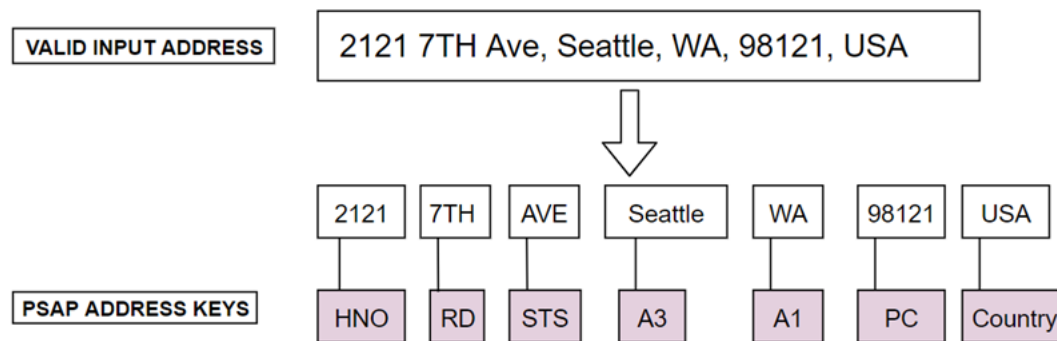 VALID INPUT ADDRESS
2121 7TH Ave, Seattle, WA, 98121, USA
2121 7TH AVE Seattle WA 98121 USA
PSAP ADDRESS KEYS
HNO RD STS A3 A1 PC Country